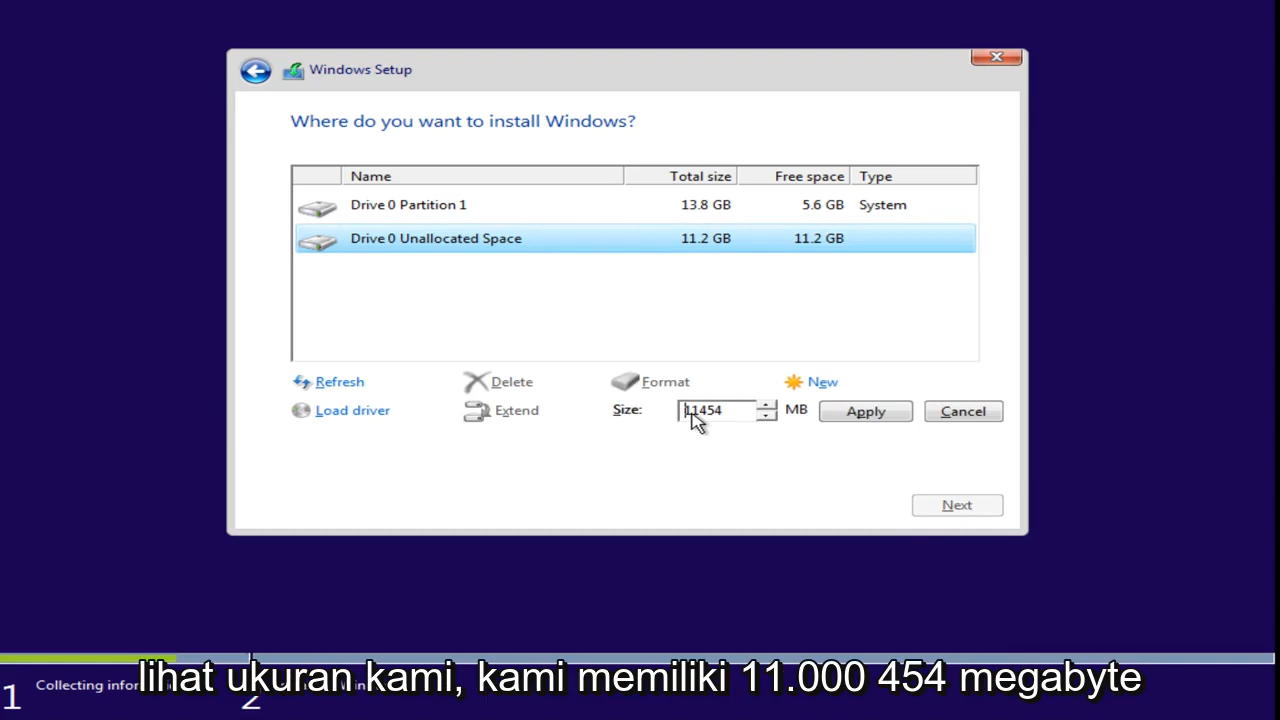 Windows Setup
Where do you want to install Windows?
Name Total size Free space Type
Drive 0 Partition 1 13.8 GB 5.6 GB System
Drive 0 Unallocated Space 11.2 GB 11.2 GB
Refresh Delete Format New
Load driver Extend Size: 11454 MB Apply Cancel
Next
lihat ukuran kami, kami memiliki 11.000 454 megabyte
1 Collecting 2